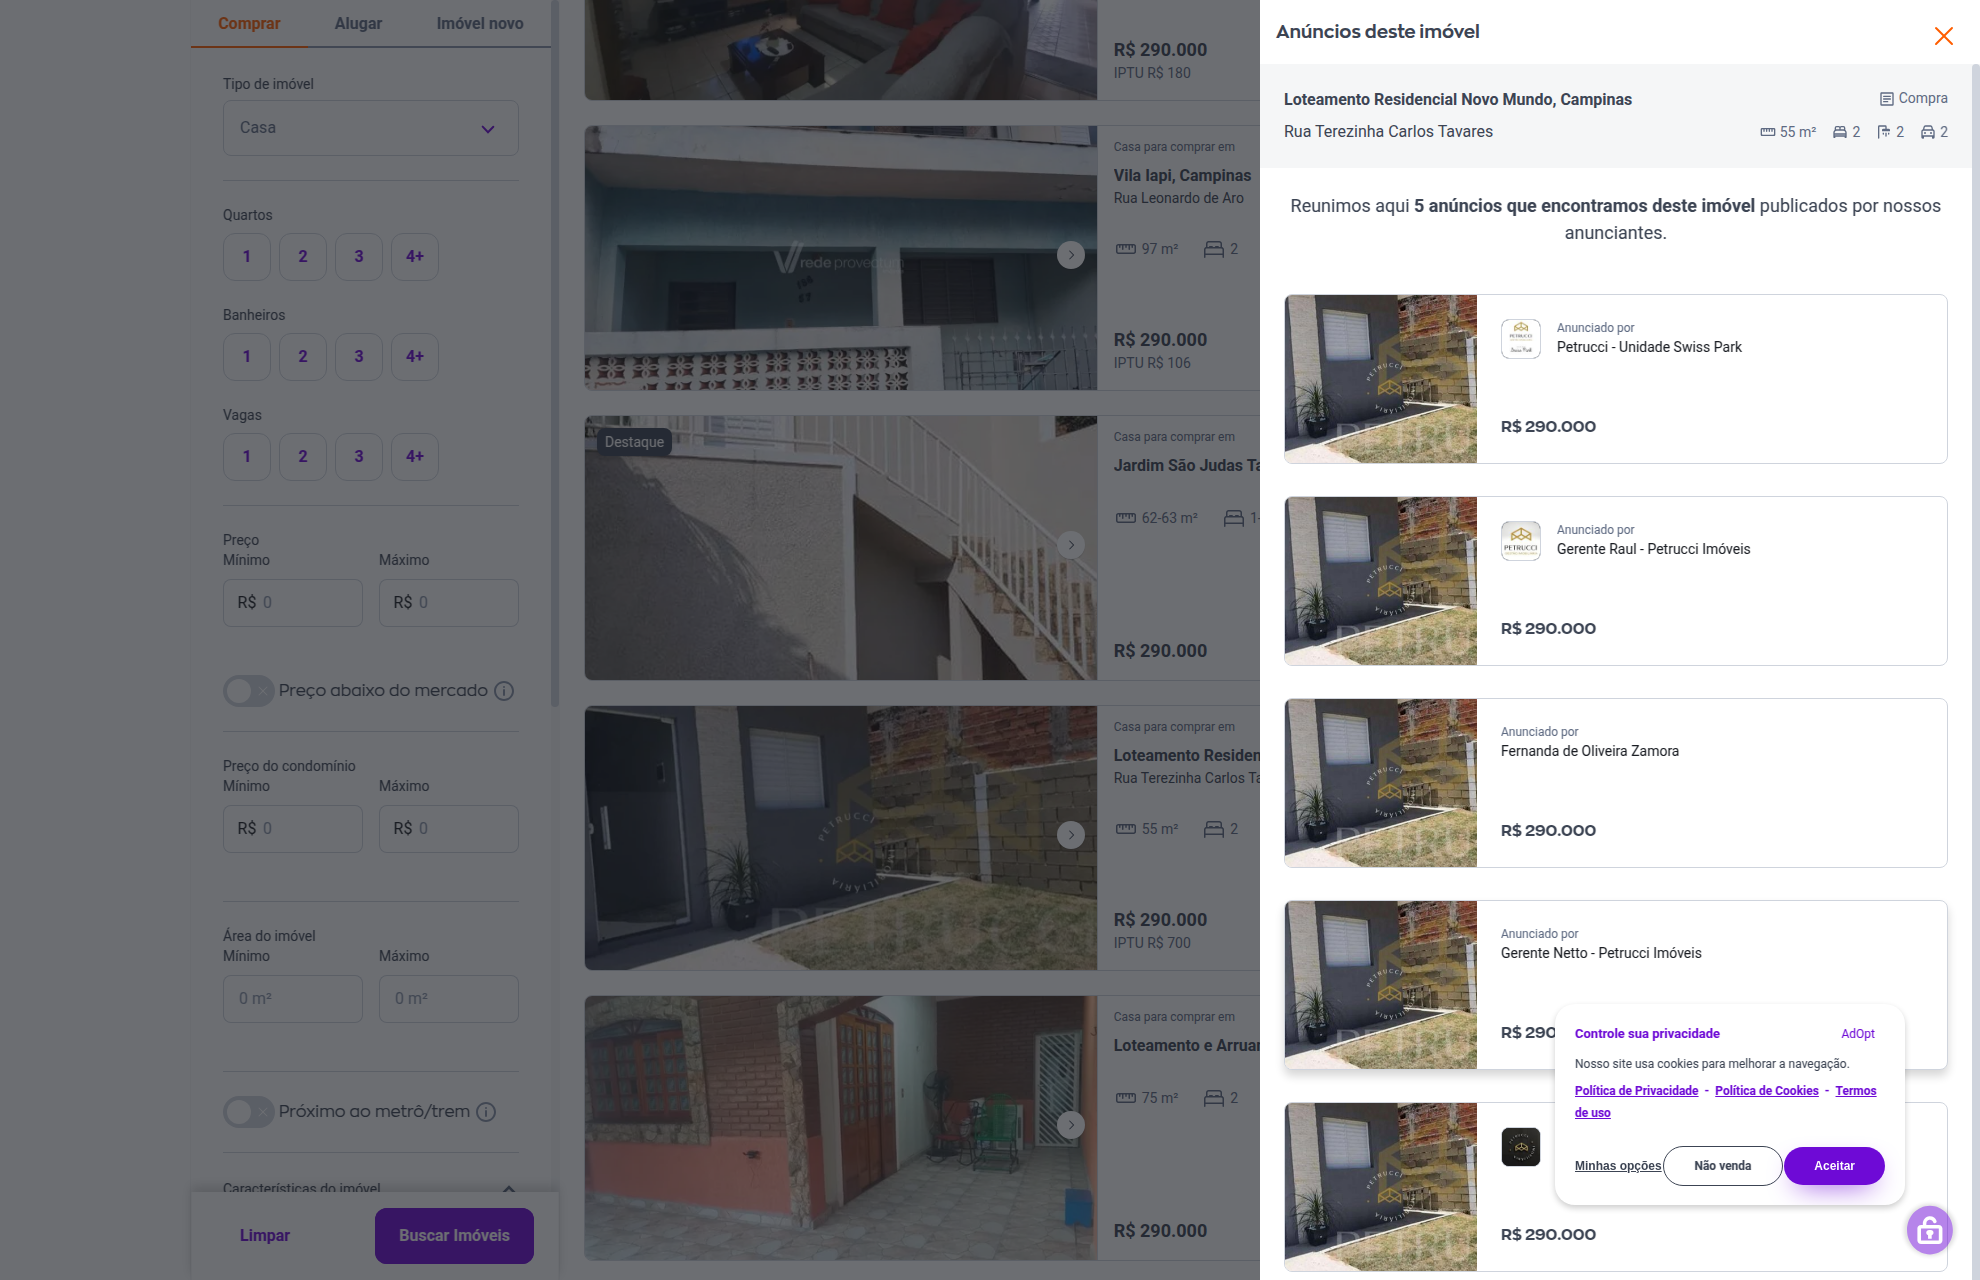 Comprar
Alugar
Imóvel novo
Tipo de imóvel
Casa
Quartos
1
2
3
4+
Banheiros
1
2
3
4+
Vagas
1
2
3
4+
Preço
Mínimo
Máximo
R$ 0
R$ 0
Preço abaixo do mercado
Preço do condomínio
Mínimo
Máximo
R$ 0
R$ 0
Área do imóvel
Mínimo
Máximo
0 m²
0 m²
Próximo ao metrô/trem
Características do imóvel
Limpar
Buscar Imóveis
R$ 290.000
IPTU R$ 180
rede proventum
Casa para comprar em
Vila Iapi, Campinas
Rua Leonardo de Aro
97 m²
2
R$ 290.000
IPTU R$ 106
Destaque
Casa para comprar em
Jardim São Judas Ta
62-63 m²
1-
R$ 290.000
PETRUCCI
IMOBILIÁRIA
Casa para comprar em
Loteamento Residen
Rua Terezinha Carlos Ta
55 m²
2
R$ 290.000
IPTU R$ 700
Casa para comprar em
Loteamento e Arruar
75 m²
2
R$ 290.000
Anúncios deste imóvel
Loteamento Residencial Novo Mundo, Campinas
Compra
Rua Terezinha Carlos Tavares
55 m²
2
2
2
Reunimos aqui 5 anúncios que encontramos deste imóvel publicados por nossos
anunciantes.
PETRUCCI
Swiss Park
Anunciado por
Petrucci - Unidade Swiss Park
R$ 290.000
PETRUCCI
Anunciado por
Gerente Raul - Petrucci Imóveis
R$ 290.000
Anunciado por
Fernanda de Oliveira Zamora
R$ 290.000
Anunciado por
Gerente Netto - Petrucci Imóveis
R$ 290
Controle sua privacidade
AdOpt
Nosso site usa cookies para melhorar a navegação.
Política de Privacidade - Política de Cookies - Termos
de uso
Minhas opções
Não venda
Aceitar
R$ 290.000